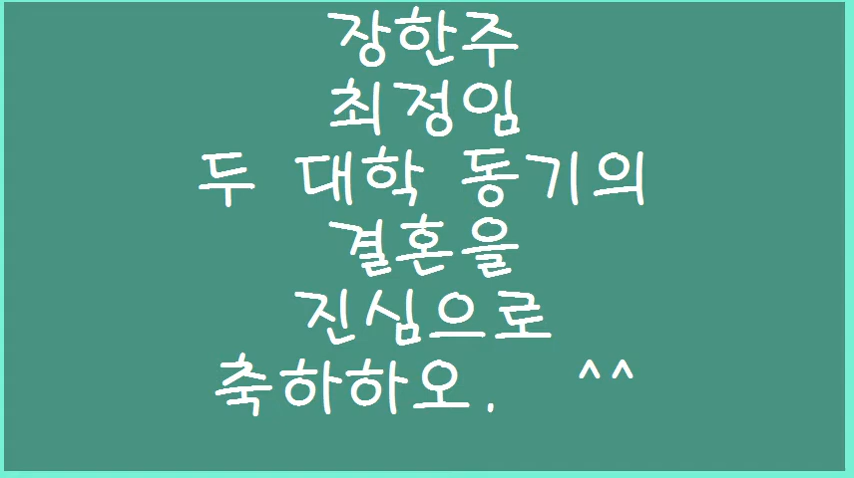 장한주
최정임
두 대학 동기의
결혼을
진심으로
축하하오. ^^